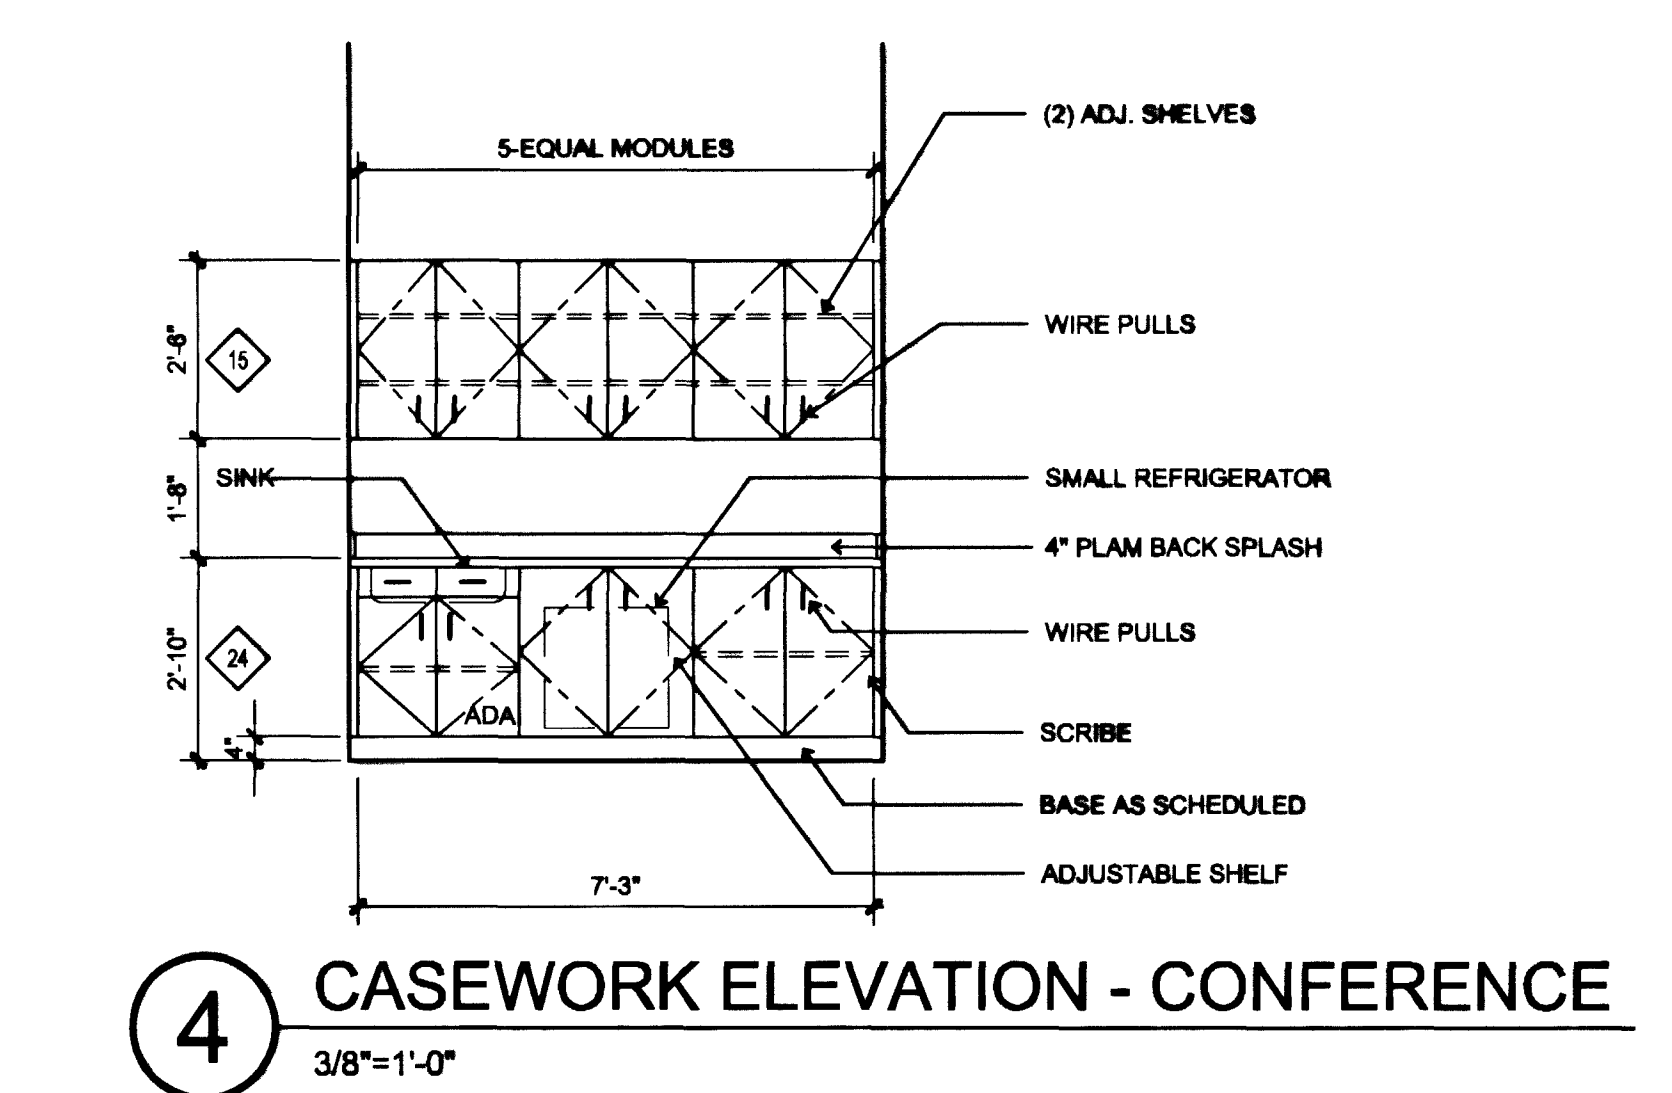 (2) ADJ. SHELVES
5-EQUAL MODULES
WIRE PULLS
2'-6"
15
SINK
SMALL REFRIGERATOR
1'-8"
4" PLAM BACK SPLASH
WIRE PULLS
2'-10"
24
ADA
SCRIBE
4"
BASE AS SCHEDULED
ADJUSTABLE SHELF
7'-3"
4
CASEWORK ELEVATION - CONFERENCE
3/8"=1'-0"